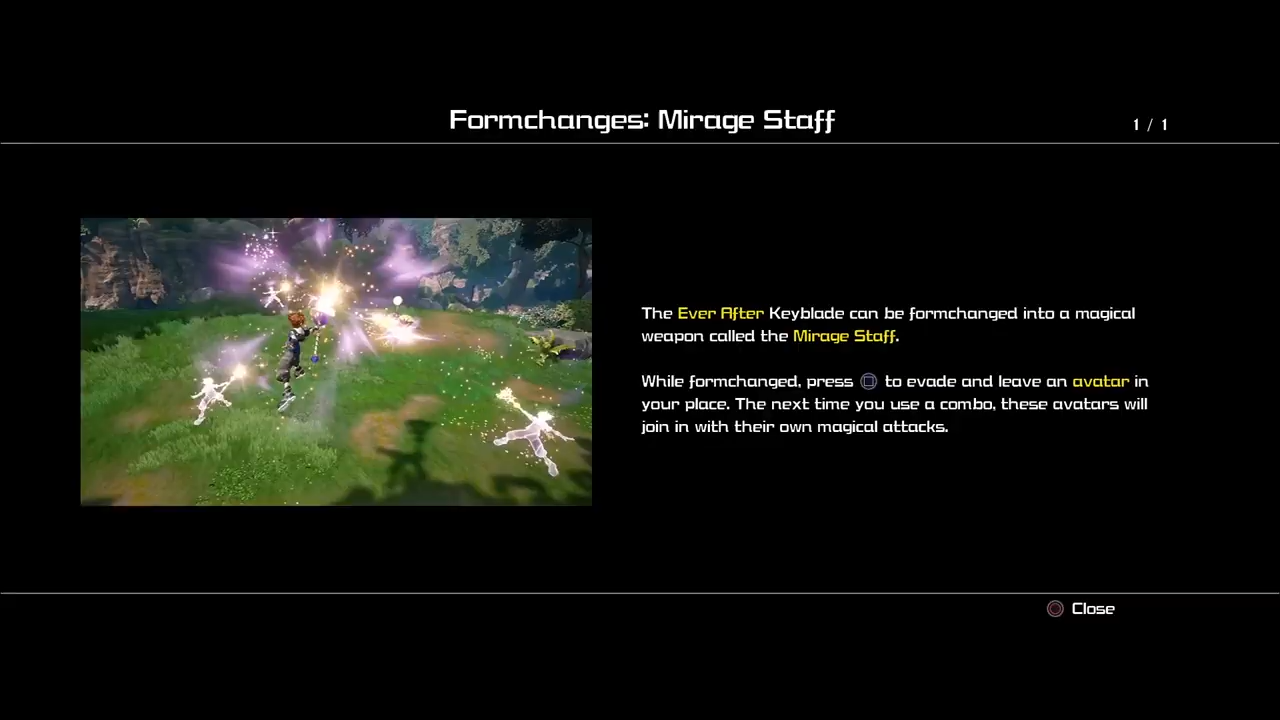 Formchanges: Mirage Staff
1 / 1
The Ever After Keyblade can be formchanged into a magical
weapon called the Mirage Staff.
While formchanged, press to evade and leave an avatar in
your place. The next time you use a combo, these avatars will
join in with their own magical attacks.
Close